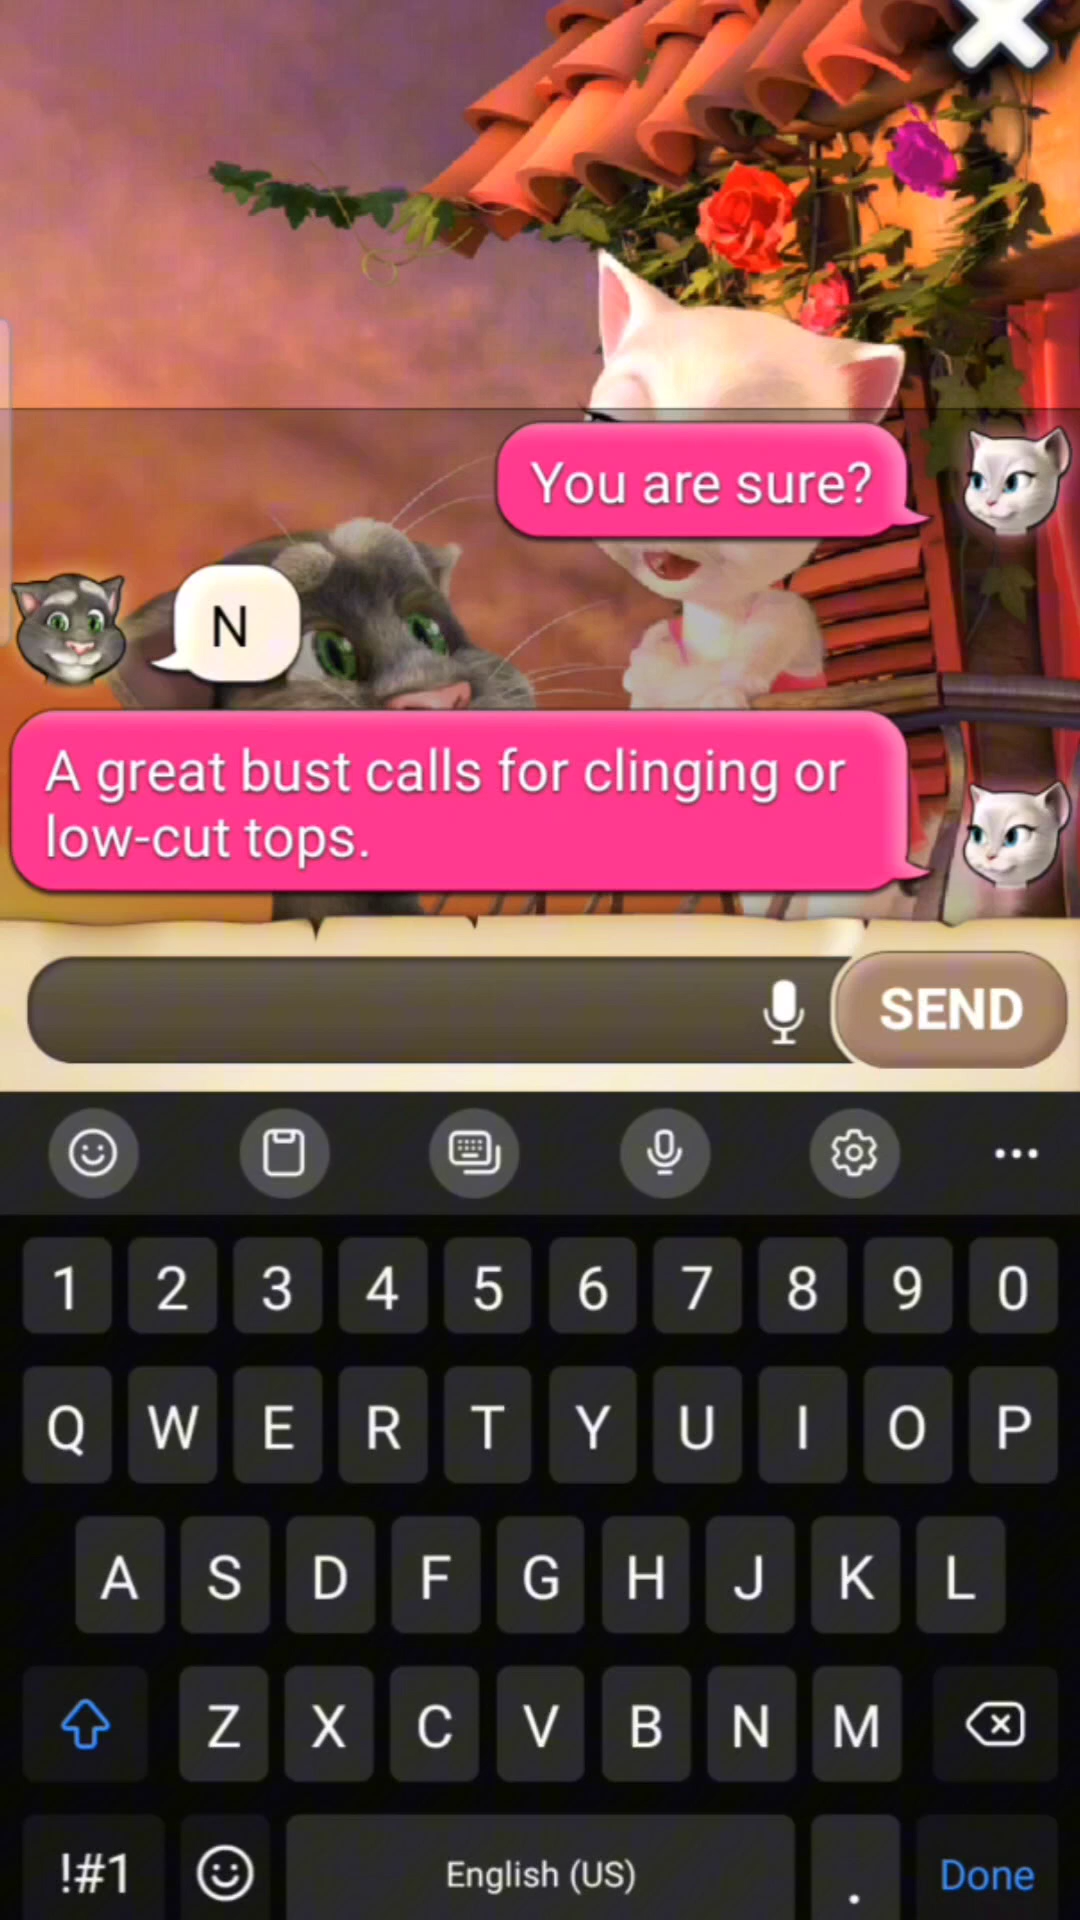 You are sure?
N
A great bust calls for clinging or
low-cut tops.
SEND
1 2 3 4 5 6 7 8 9 0
Q W E R T Y U I O P
A S D F G H J K L
Z X C V B N M
!#1 English (US) . Done